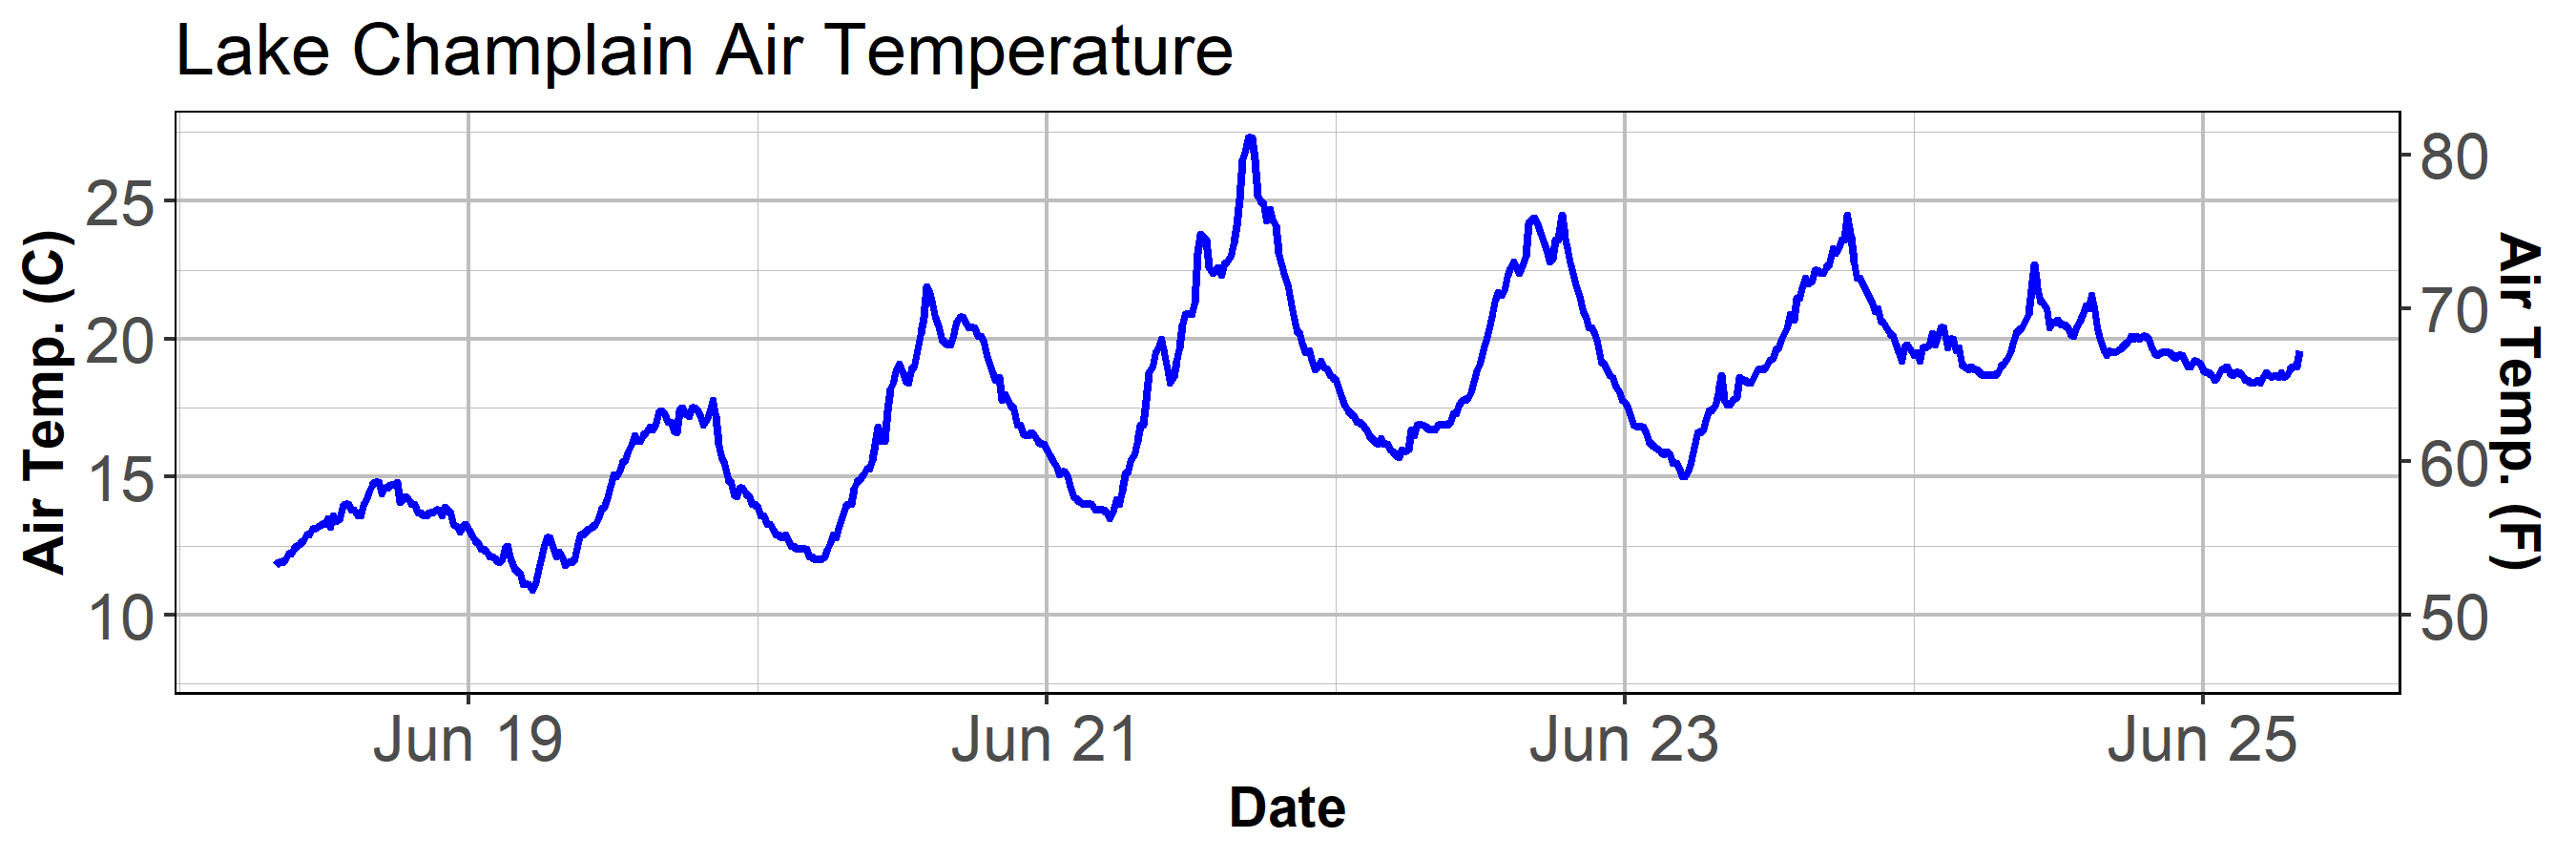 Lake Champlain Air Temperature
Air Temp. (C)
25
20
15
10
80
70
60
50
Air Temp. (F)
Jun 19
Jun 21
Jun 23
Jun 25
Date